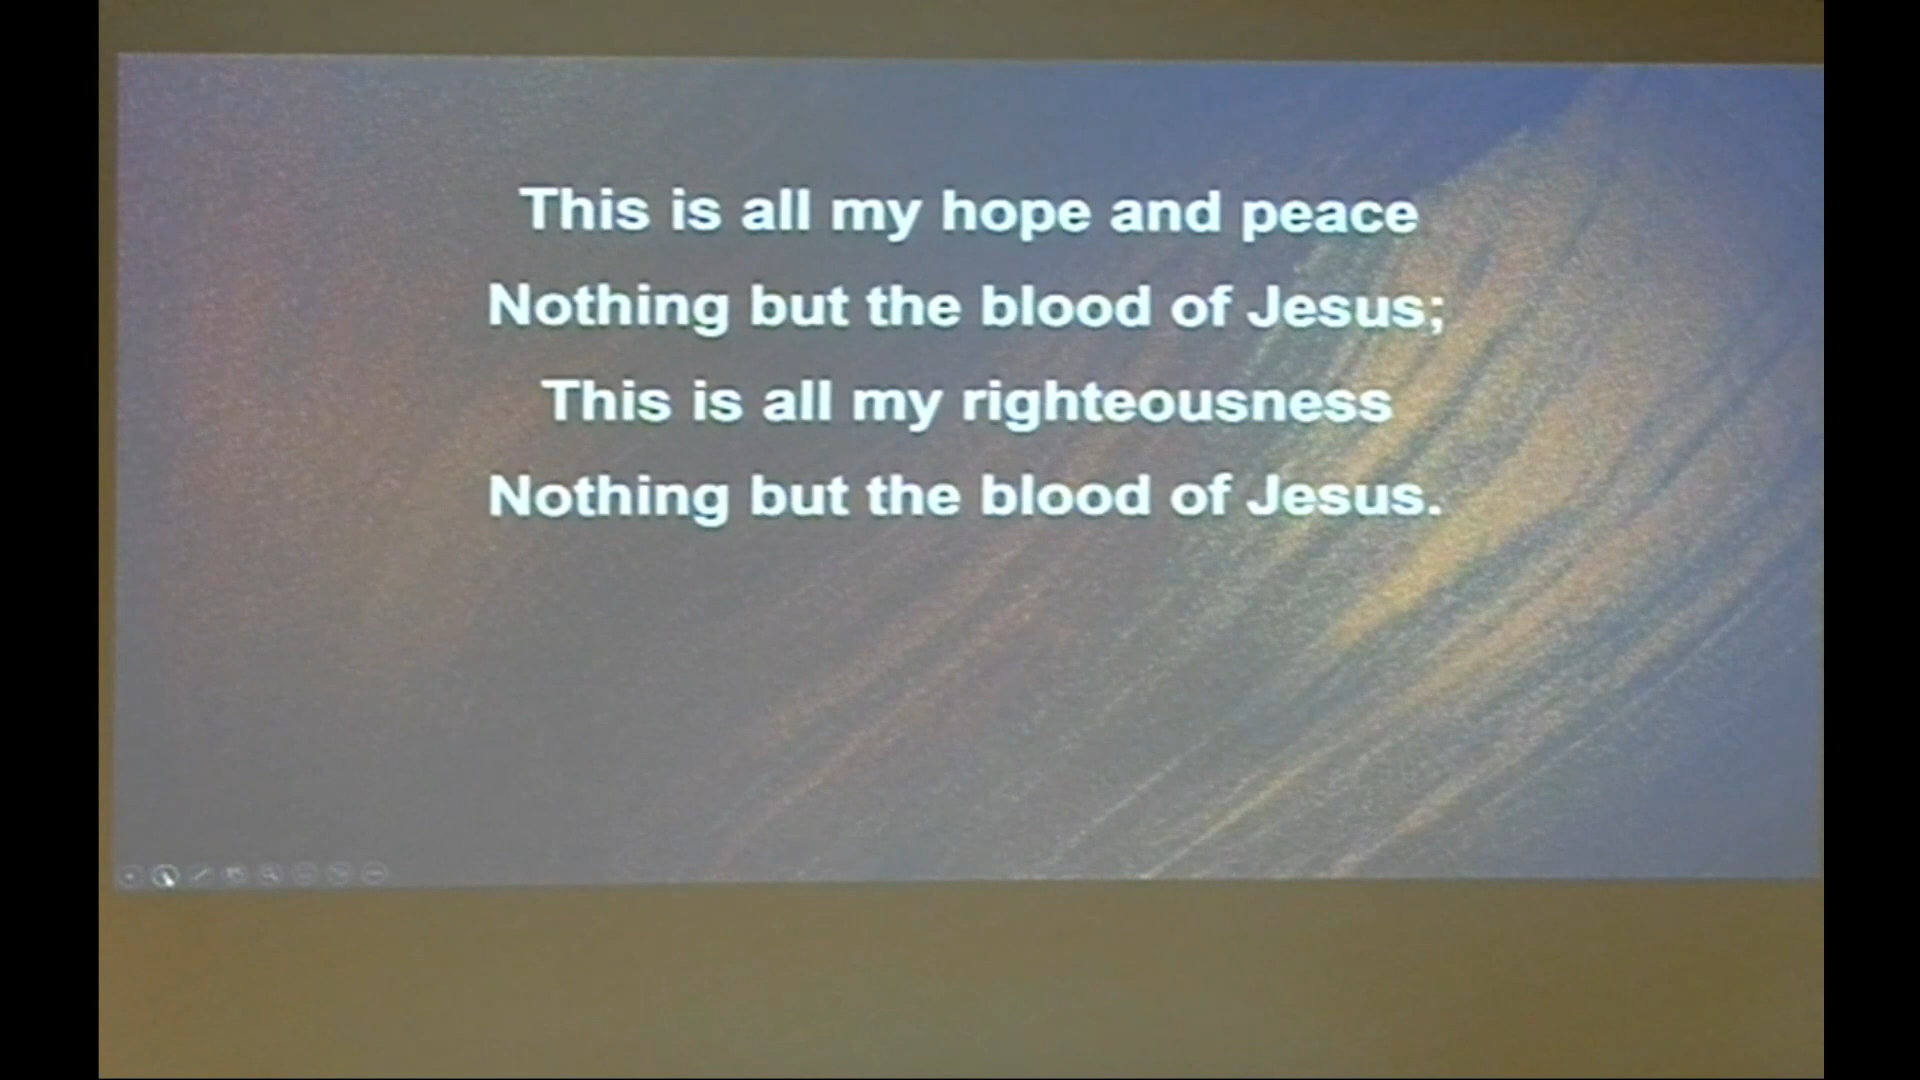 This is all my hope and peace
Nothing but the blood of Jesus;
This is all my righteousness
Nothing but the blood of Jesus.